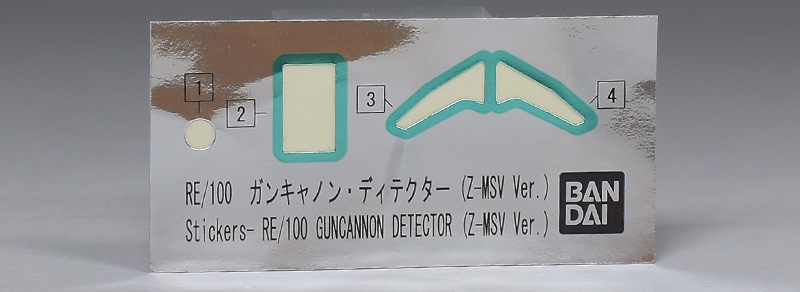 1
2
3
4
RE/100 ガンキャノン・ディテクター (Z-MSV Ver.)
Stickers- RE/100 GUNCANNON DETECTOR (Z-MSV Ver.)
BAN
DAI